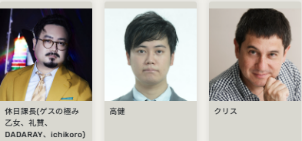 休日課長(ゲスの極み
乙女、礼賛、
DADARAY、ichikoro)
高健
クリス